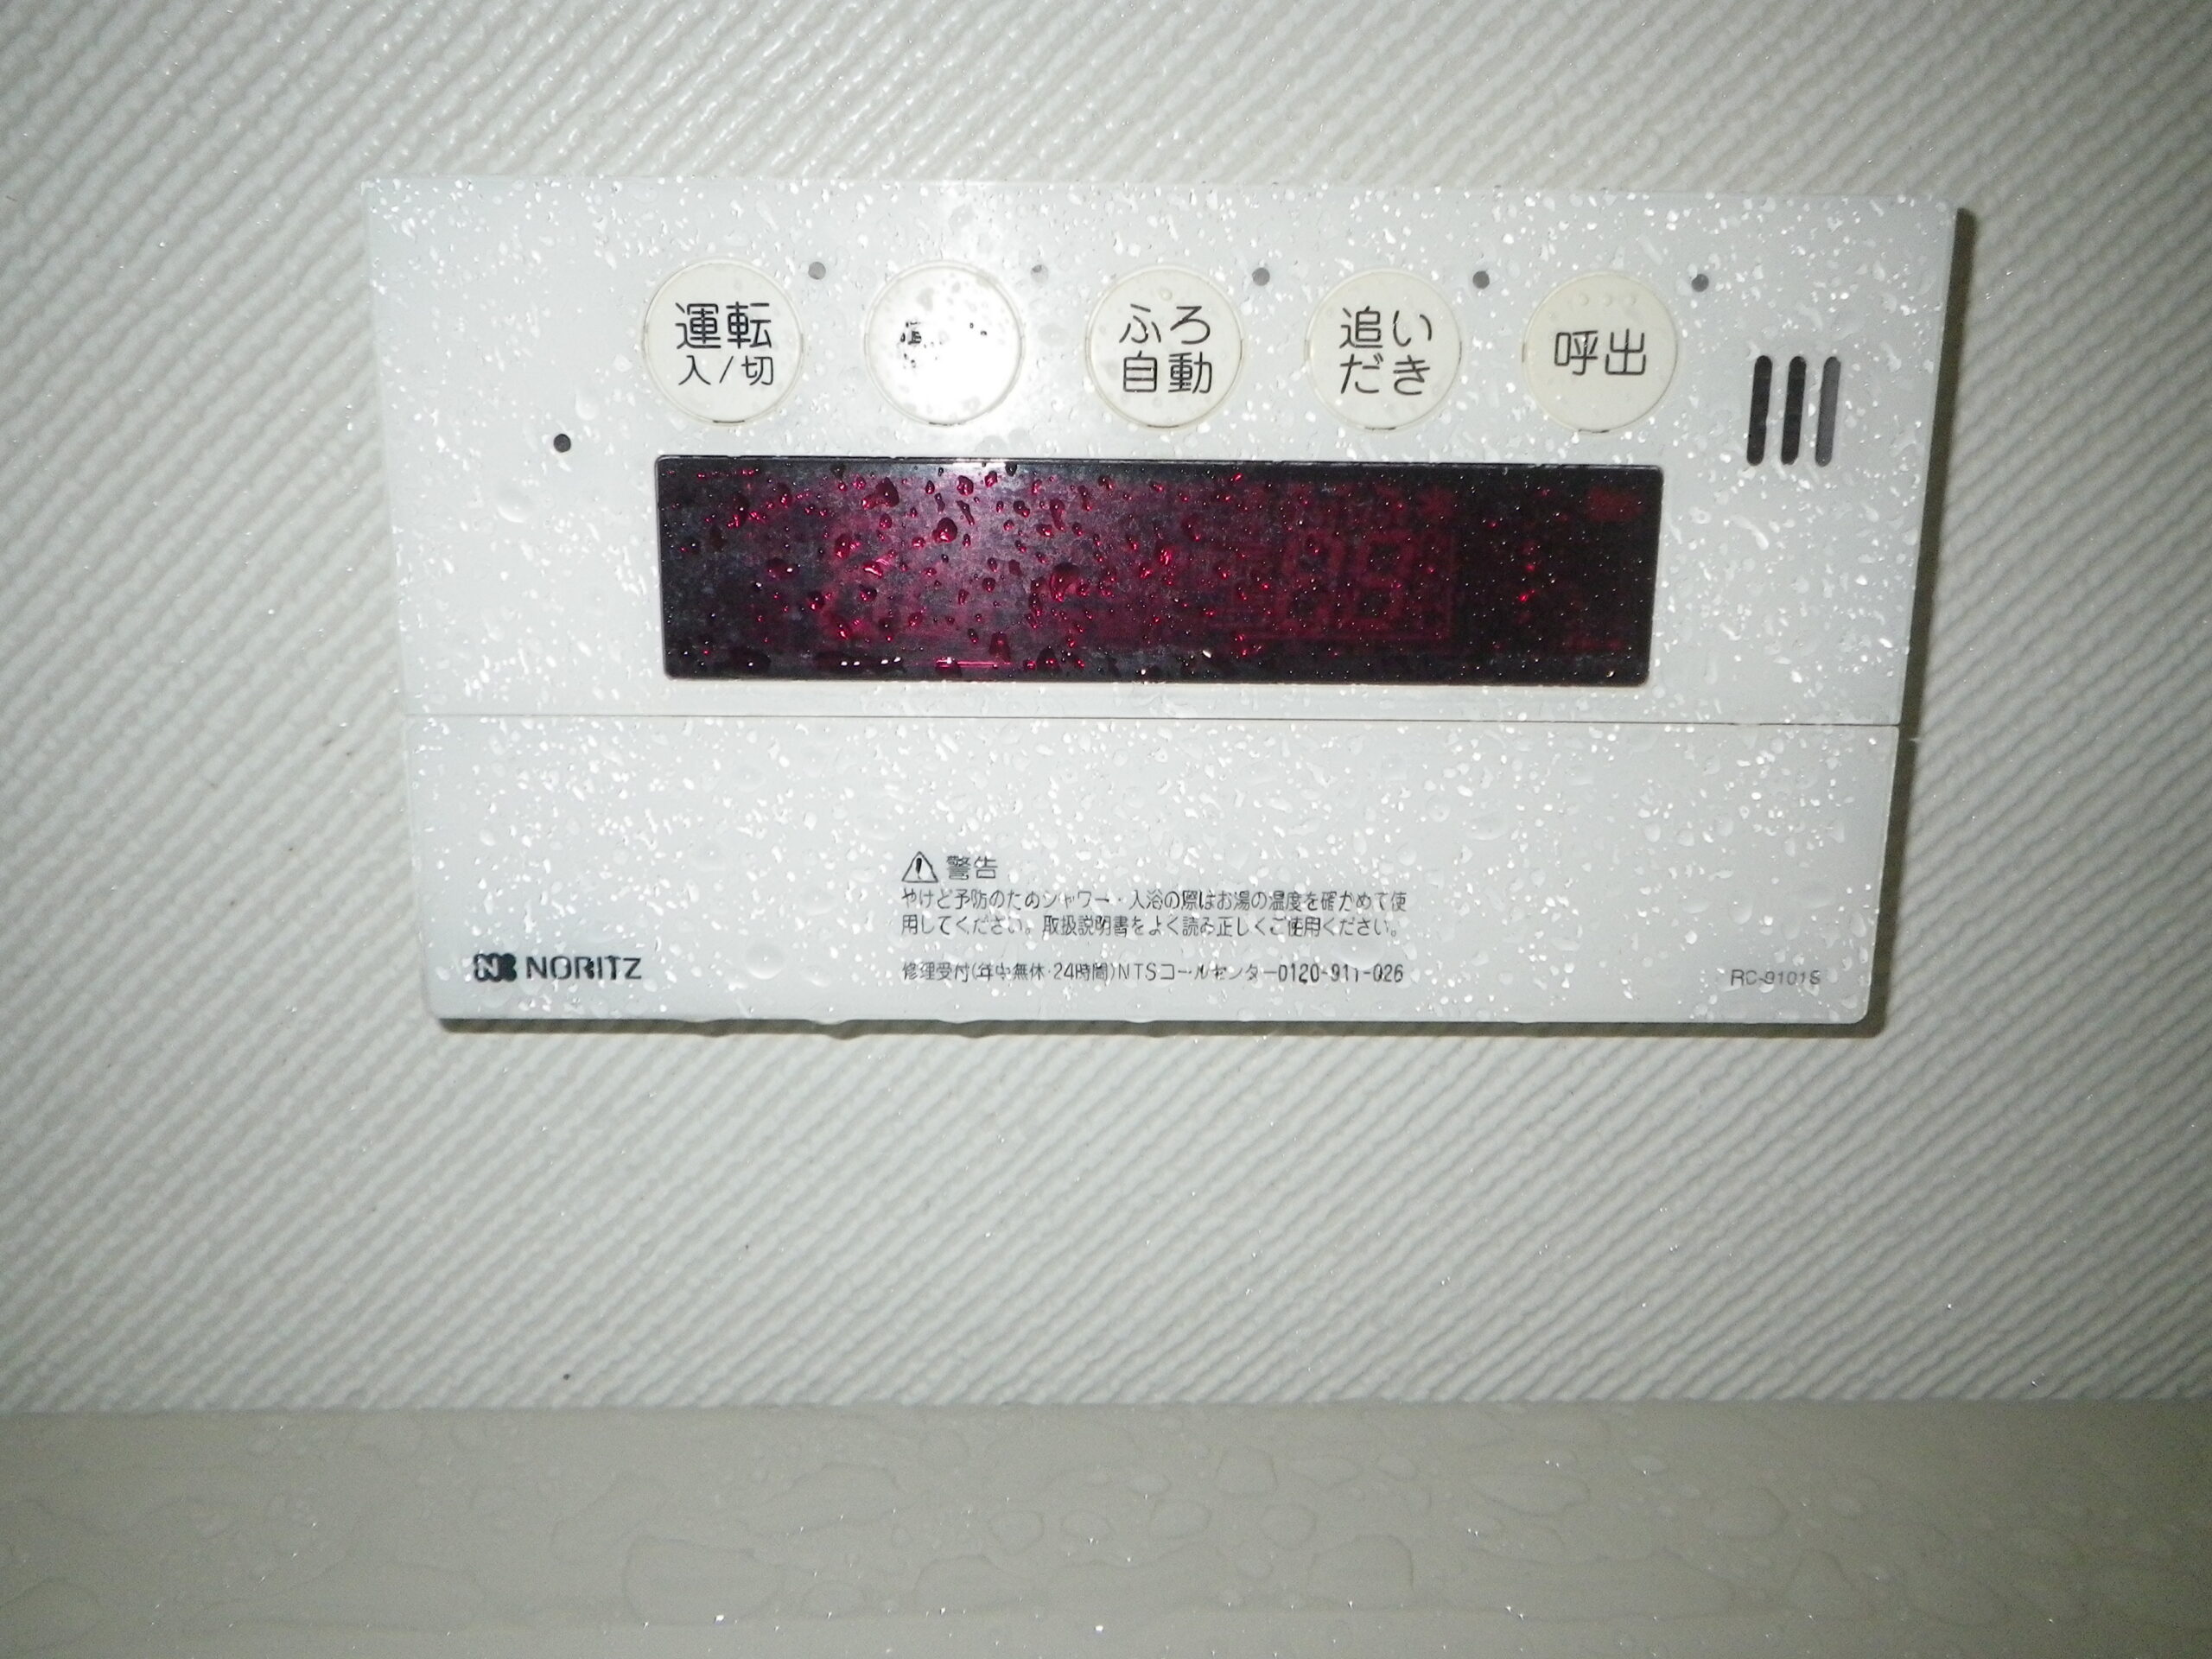 運転
入/切
ふろ
自動
追い
だき
呼出
警告
やけど予防のためシャワー・入浴の際はお湯の温度を確かめて使
用してください。取扱説明書をよく読み正しくご使用ください。
修理受付(年中無休・24時間)NTSコールセンター0120-911-026
NORITZ
RC-9101S